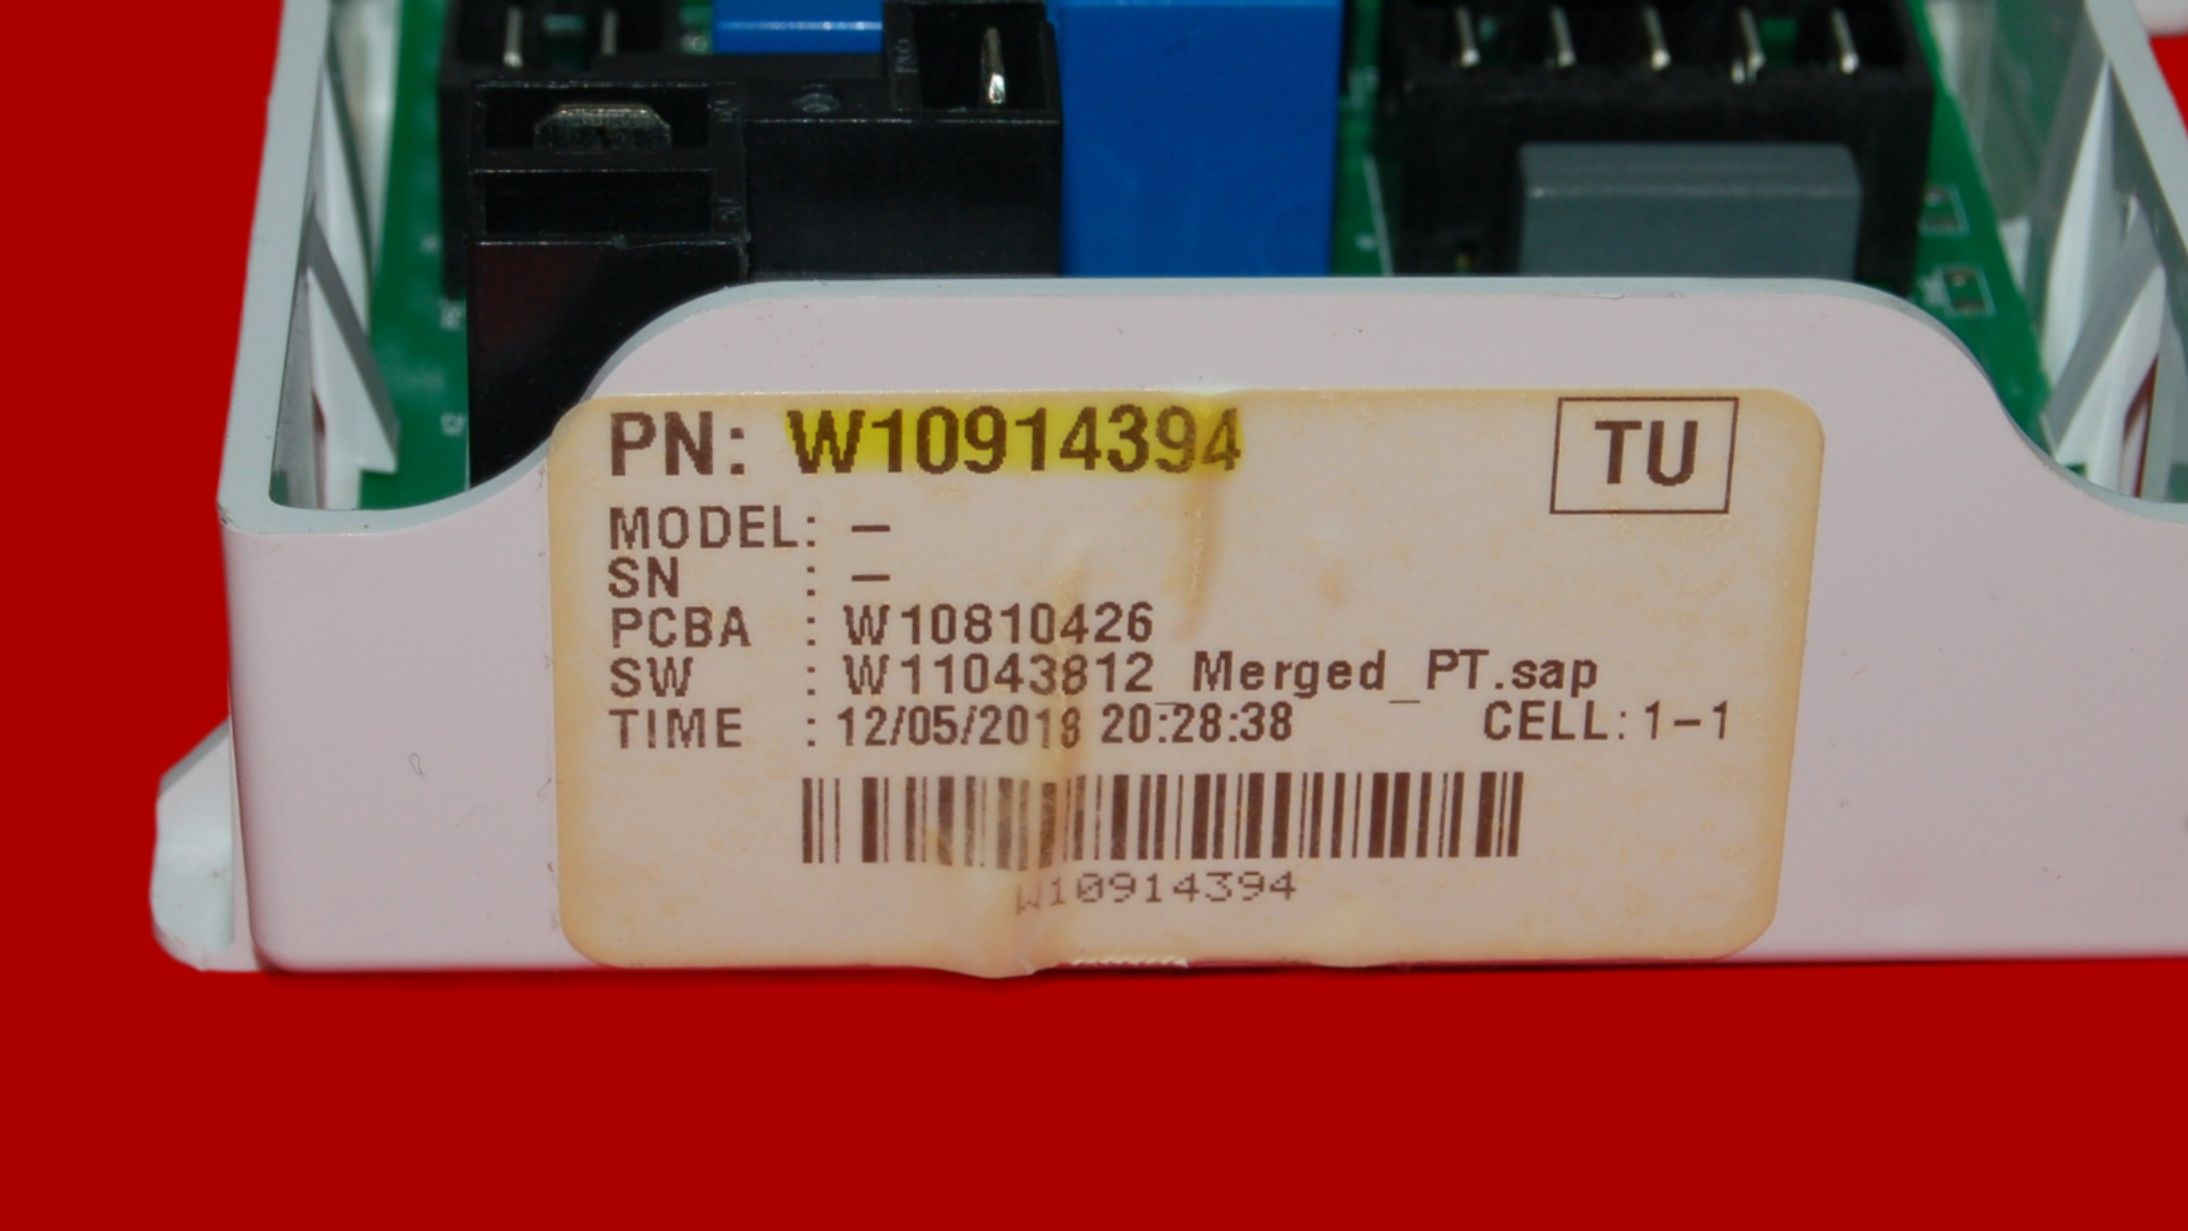 PN: W10914394
TU
MODEL: –
SN : –
PCBA : W10810426
SW : W11043812_Merged_PT.sap
TIME : 12/05/2018 20:28:38 CELL:1-1
W10914394